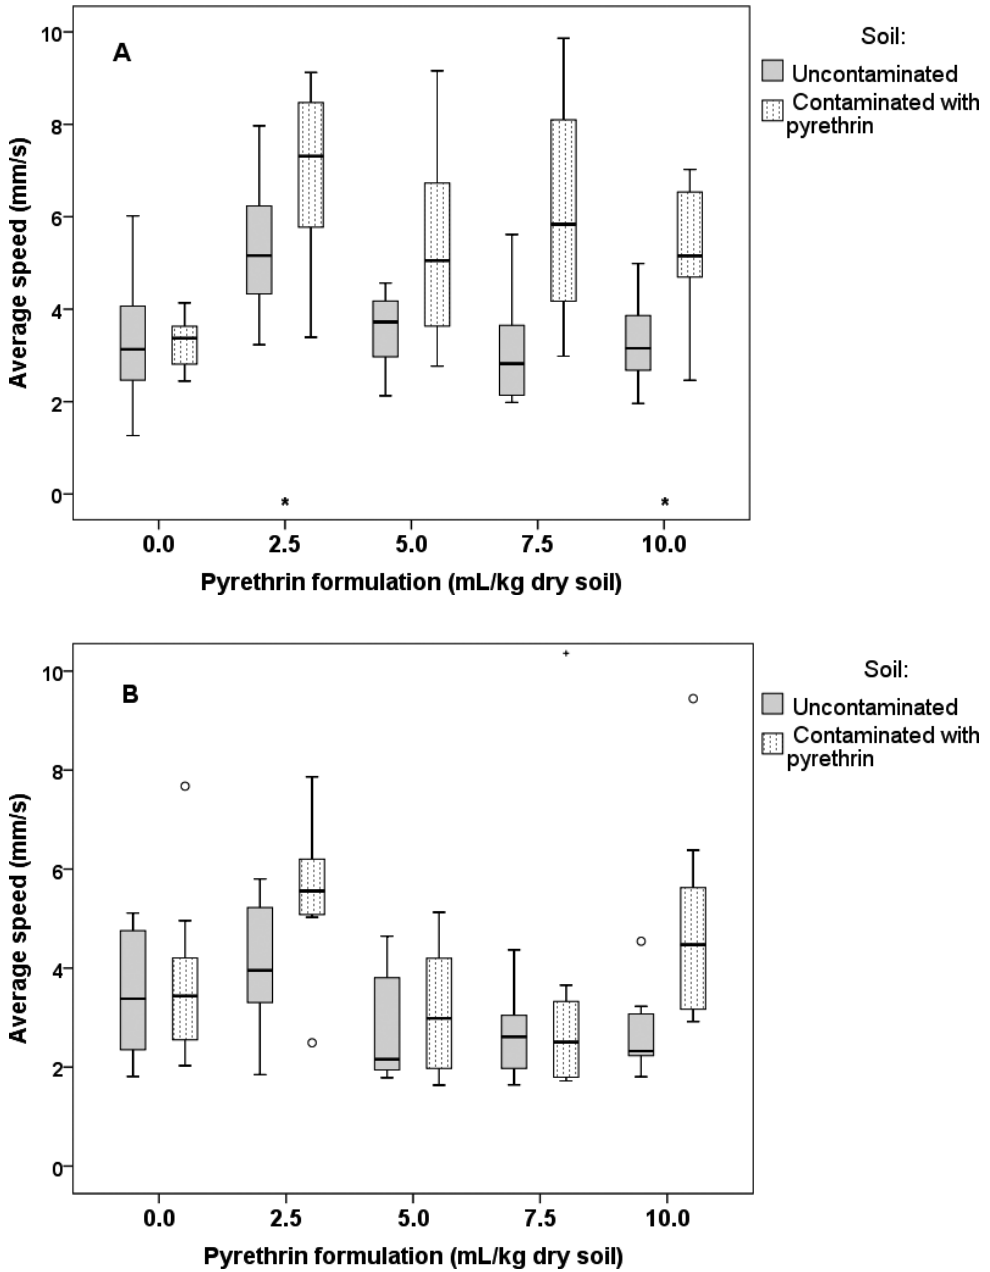 A
Soil:
Uncontaminated
Contaminated with
pyrethrin
Average speed (mm/s)
10
8
6
4
2
0
* *
0.0 2.5 5.0 7.5 10.0
Pyrethrin formulation (mL/kg dry soil)
B
Soil:
Uncontaminated
Contaminated with
pyrethrin
Average speed (mm/s)
10
8
6
4
2
0
0.0 2.5 5.0 7.5 10.0
Pyrethrin formulation (mL/kg dry soil)